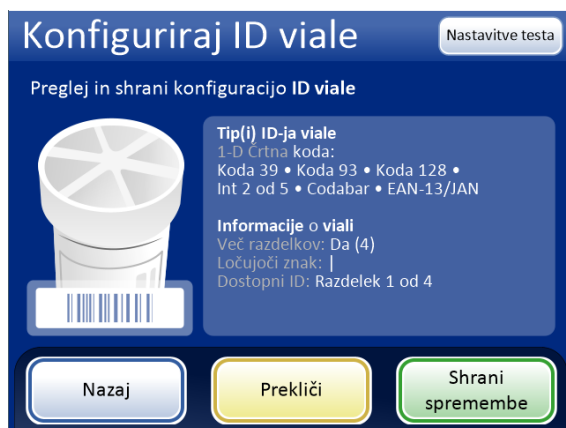 Konfiguriraj ID viale
Nastavitve testa
Preglej in shrani konfiguracijo ID viale
Tip(i) ID-ja viale
1-D Črtna koda:
Koda 39 • Koda 93 • Koda 128 •
Int 2 od 5 • Codabar • EAN-13/JAN
Informacije o viali
Več razdelkov: Da (4)
Ločujoči znak: |
Dostopni ID: Razdelek 1 od 4
Nazaj
Prekliči
Shrani
spremembe